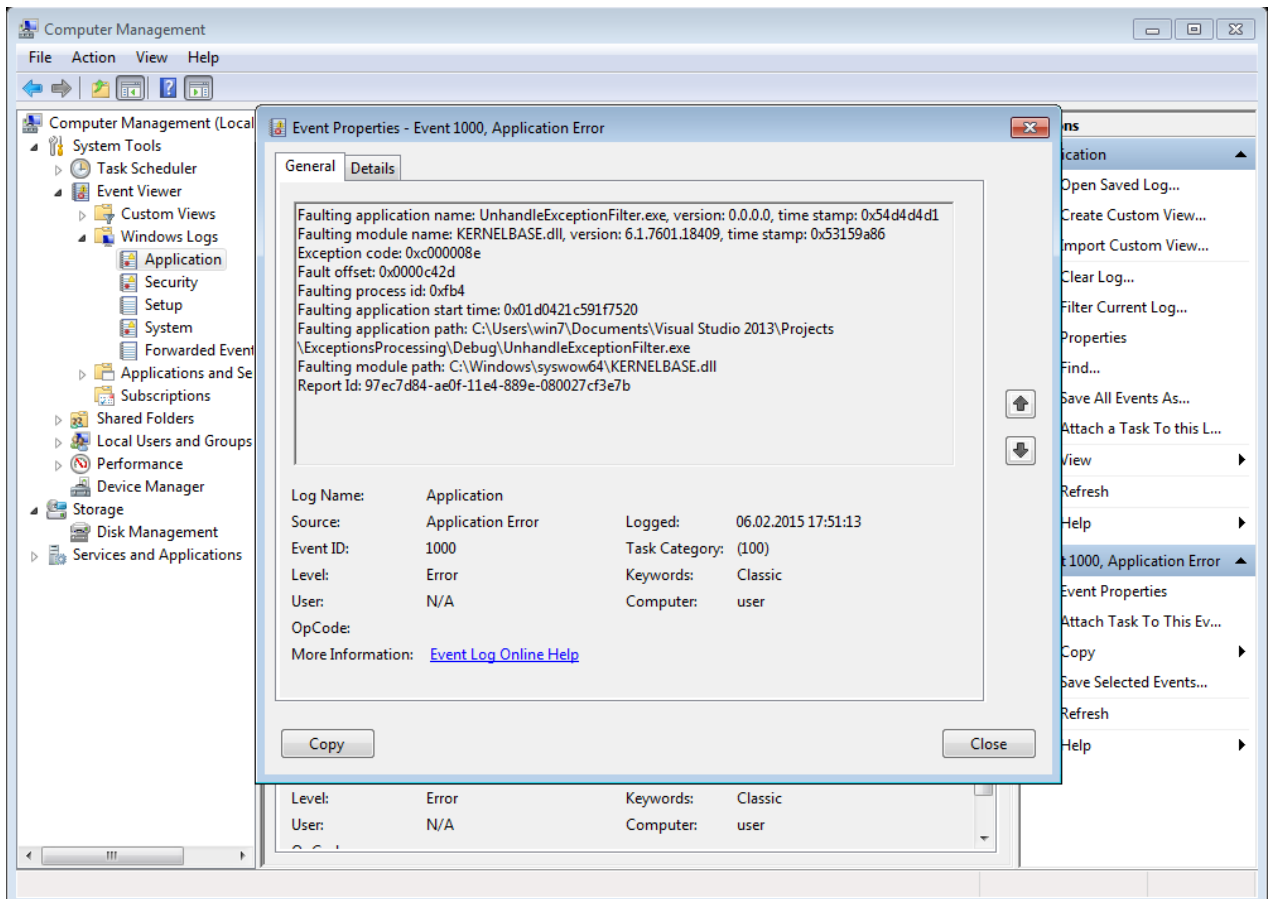 Computer Management
File Action View Help
Computer Management (Local
System Tools
Task Scheduler
Event Viewer
Custom Views
Windows Logs
Application
Security
Setup
System
Forwarded Event
Applications and Se
Subscriptions
Shared Folders
Local Users and Groups
Performance
Device Manager
Storage
Disk Management
Services and Applications
Event Properties - Event 1000, Application Error
General Details
Faulting application name: UnhandleExceptionFilter.exe, version: 0.0.0.0, time stamp: 0x54d4d4d1
Faulting module name: KERNELBASE.dll, version: 6.1.7601.18409, time stamp: 0x53159a86
Exception code: 0xc000008e
Fault offset: 0x0000c42d
Faulting process id: 0xfb4
Faulting application start time: 0x01d0421c591f7520
Faulting application path: C:\Users\win7\Documents\Visual Studio 2013\Projects
\ExceptionsProcessing\Debug\UnhandleExceptionFilter.exe
Faulting module path: C:\Windows\syswow64\KERNELBASE.dll
Report Id: 97ec7d84-ae0f-11e4-889e-080027cf3e7b
Log Name: Application
Source: Application Error Logged: 06.02.2015 17:51:13
Event ID: 1000 Task Category: (100)
Level: Error Keywords: Classic
User: N/A Computer: user
OpCode:
More Information: Event Log Online Help
Copy Close
Level: Error Keywords: Classic
User: N/A Computer: user
ns
ication
Open Saved Log...
Create Custom View...
Import Custom View...
Clear Log...
Filter Current Log...
Properties
Find...
Save All Events As...
Attach a Task To this L...
View
Refresh
Help
t 1000, Application Error
Event Properties
Attach Task To This Ev...
Copy
Save Selected Events...
Refresh
Help